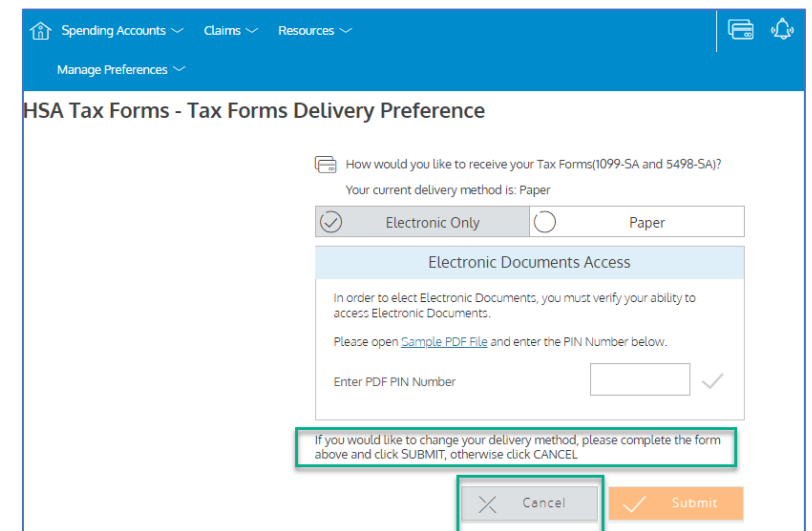 Spending Accounts Claims Resources
Manage Preferences
HSA Tax Forms - Tax Forms Delivery Preference
How would you like to receive your Tax Forms(1099-SA and 5498-SA)?
Your current delivery method is: Paper
Electronic Only Paper
Electronic Documents Access
In order to elect Electronic Documents, you must verify your ability to
access Electronic Documents.
Please open Sample PDF File and enter the PIN Number below.
Enter PDF PIN Number
If you would like to change your delivery method, please complete the form
above and click SUBMIT, otherwise click CANCEL
Cancel Submit